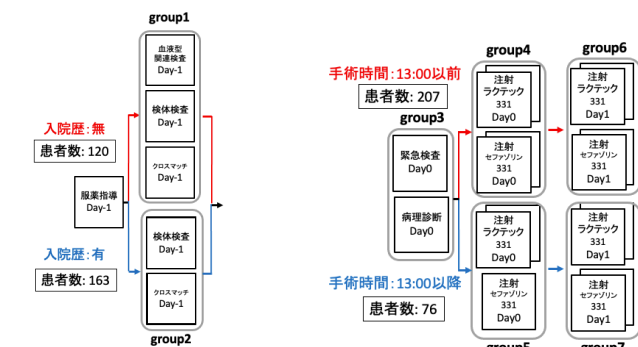 group1
血液型
関連検査
Day-1
検体検査
Day-1
クロスマッチ
Day-1
入院歴:無
患者数: 120
服薬指導
Day-1
入院歴:有
患者数: 163
検体検査
Day-1
クロスマッチ
Day-1
group2
手術時間:13:00以前
患者数: 207
group3
緊急検査
Day0
病理診断
Day0
手術時間:13:00以降
患者数: 76
group4
注射
ラクテック
331
Day0
注射
セファゾリン
331
Day0
group6
注射
ラクテック
331
Day1
注射
セファゾリン
331
Day1
注射
ラクテック
331
Day0
注射
セファゾリン
331
Day0
group5
注射
ラクテック
331
Day1
注射
セファゾリン
331
Day1
group7